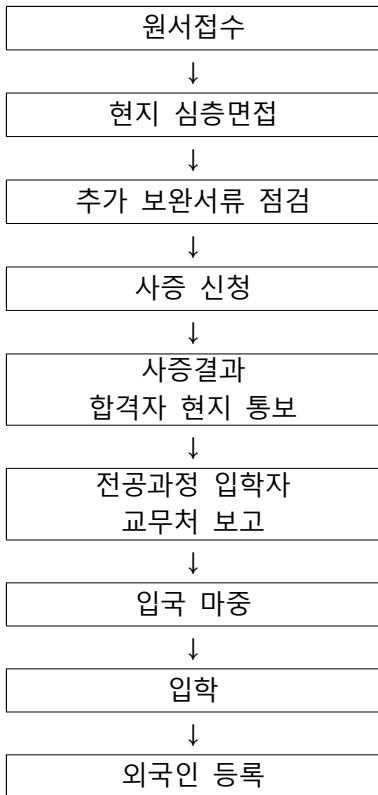 원서접수
↓
현지 심층면접
↓
추가 보완서류 점검
↓
사증 신청
↓
사증결과
합격자 현지 통보
↓
전공과정 입학자
교무처 보고
↓
입국 마중
↓
입학
↓
외국인 등록